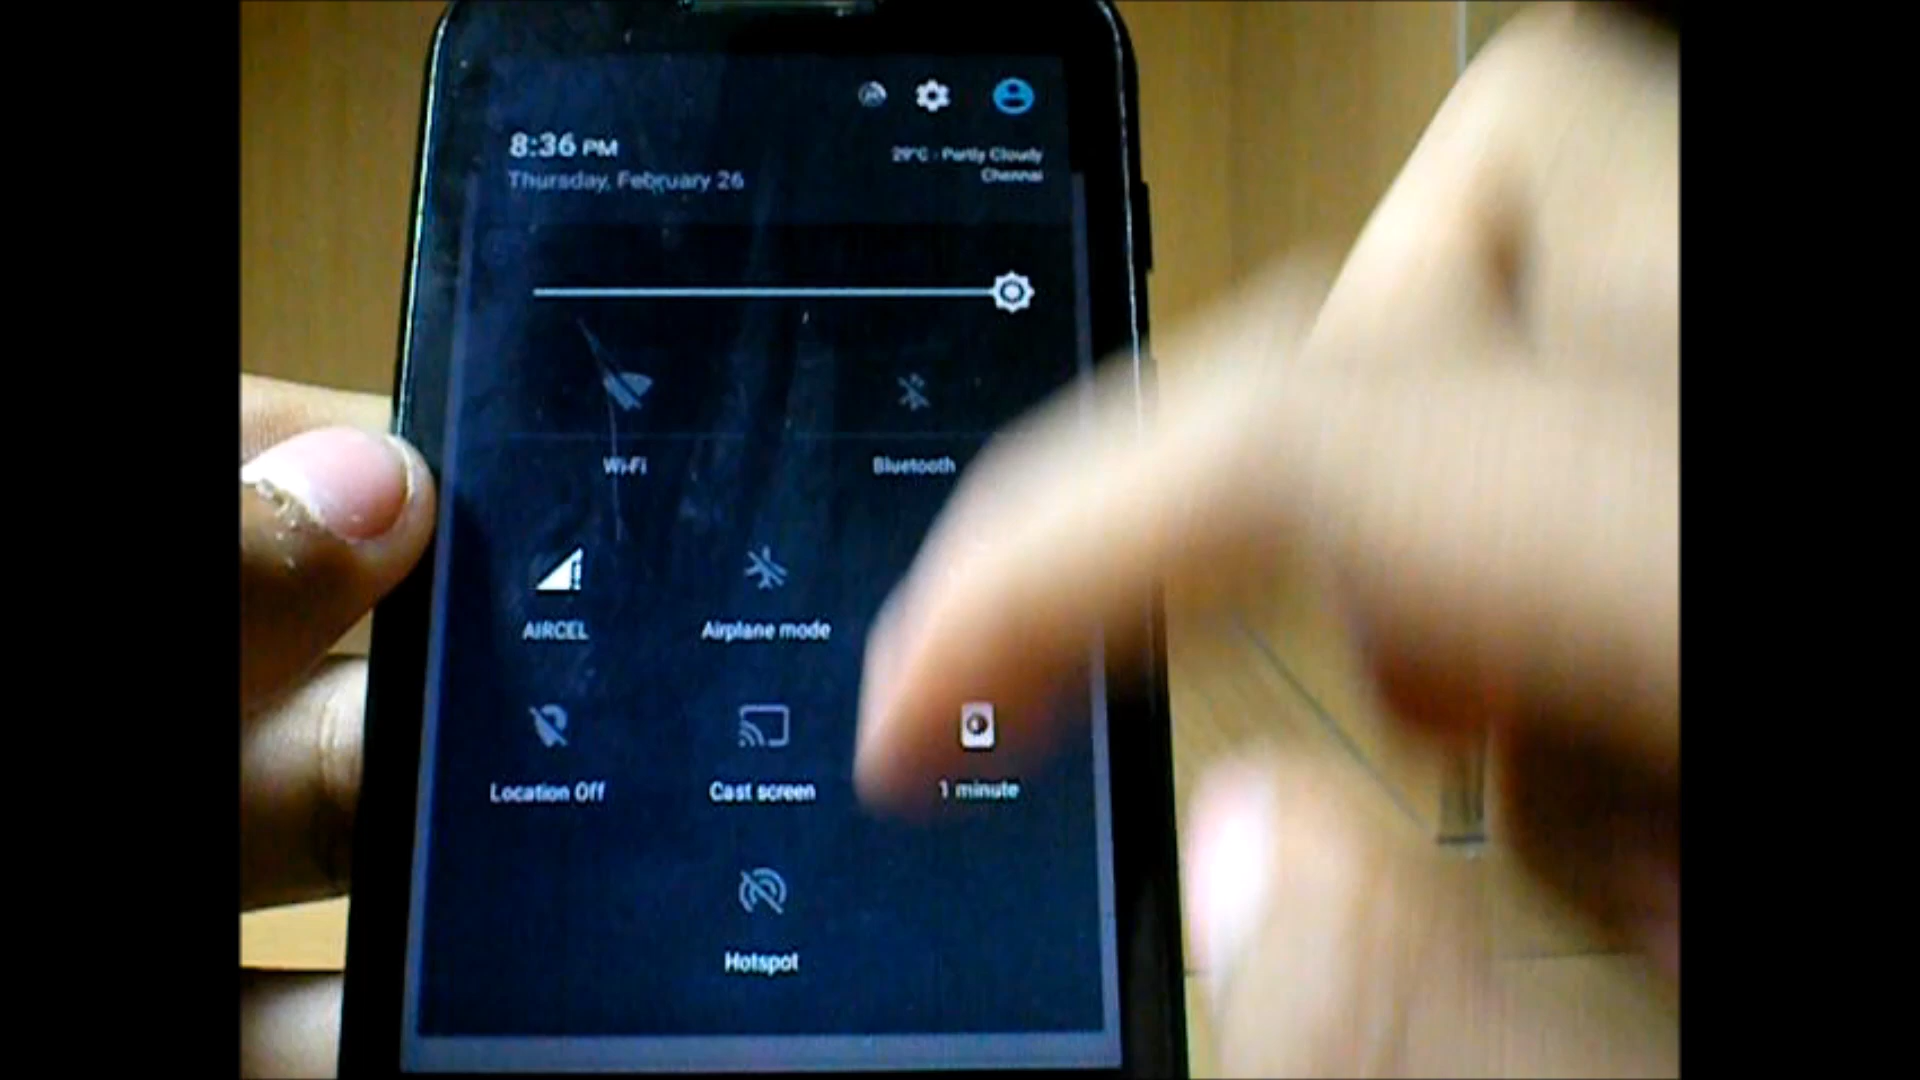 8:36 PM
Thursday, February 26
29°C - Partly Cloudy
Chennai
Wi-Fi
Bluetooth
AIRCEL
Airplane mode
Location Off
Cast screen
1 minute
Hotspot